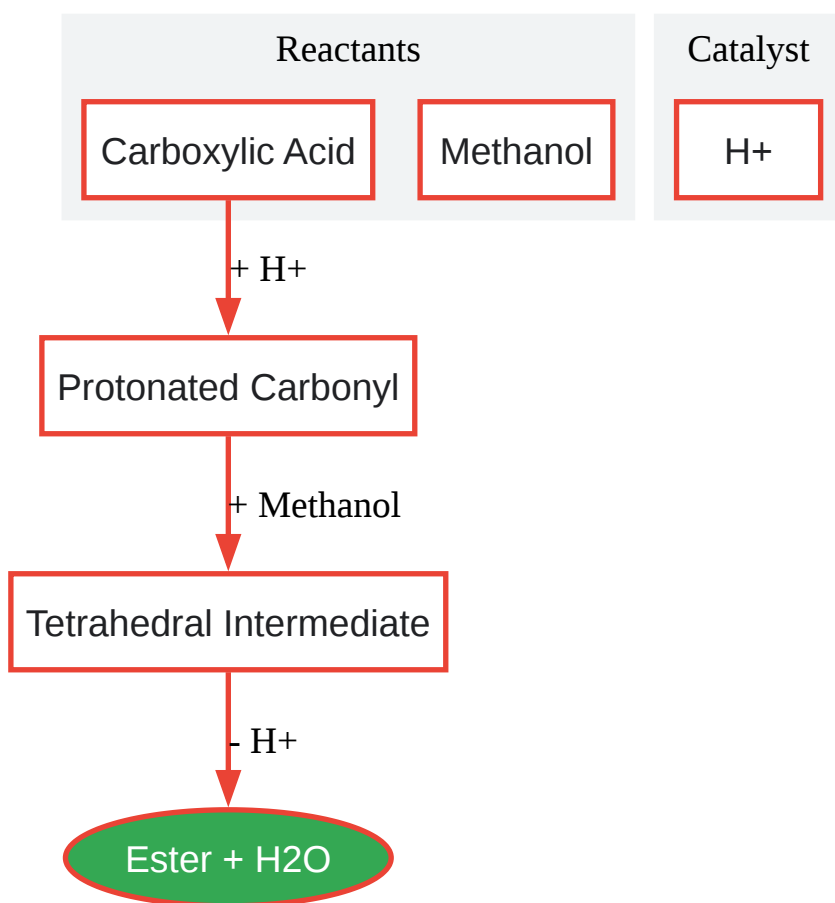 Reactants
Catalyst
Carboxylic Acid
Methanol
H+
+ H+
Protonated Carbonyl
+ Methanol
Tetrahedral Intermediate
- H+
Ester + H2O